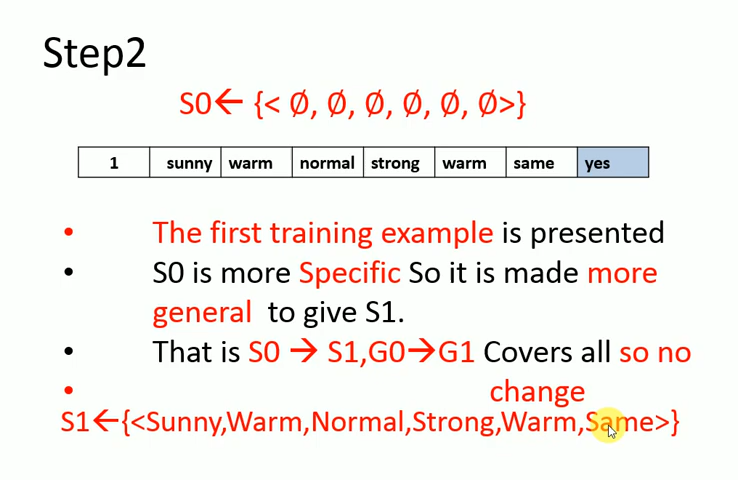 Step2
S0← {< Ø, Ø, Ø, Ø, Ø, Ø>}
1 sunny warm normal strong warm same yes
• The first training example is presented
• S0 is more Specific So it is made more
general to give S1.
• That is S0 → S1,G0→G1 Covers all so no
• change
S1←{<Sunny,Warm,Normal,Strong,Warm,Same>}